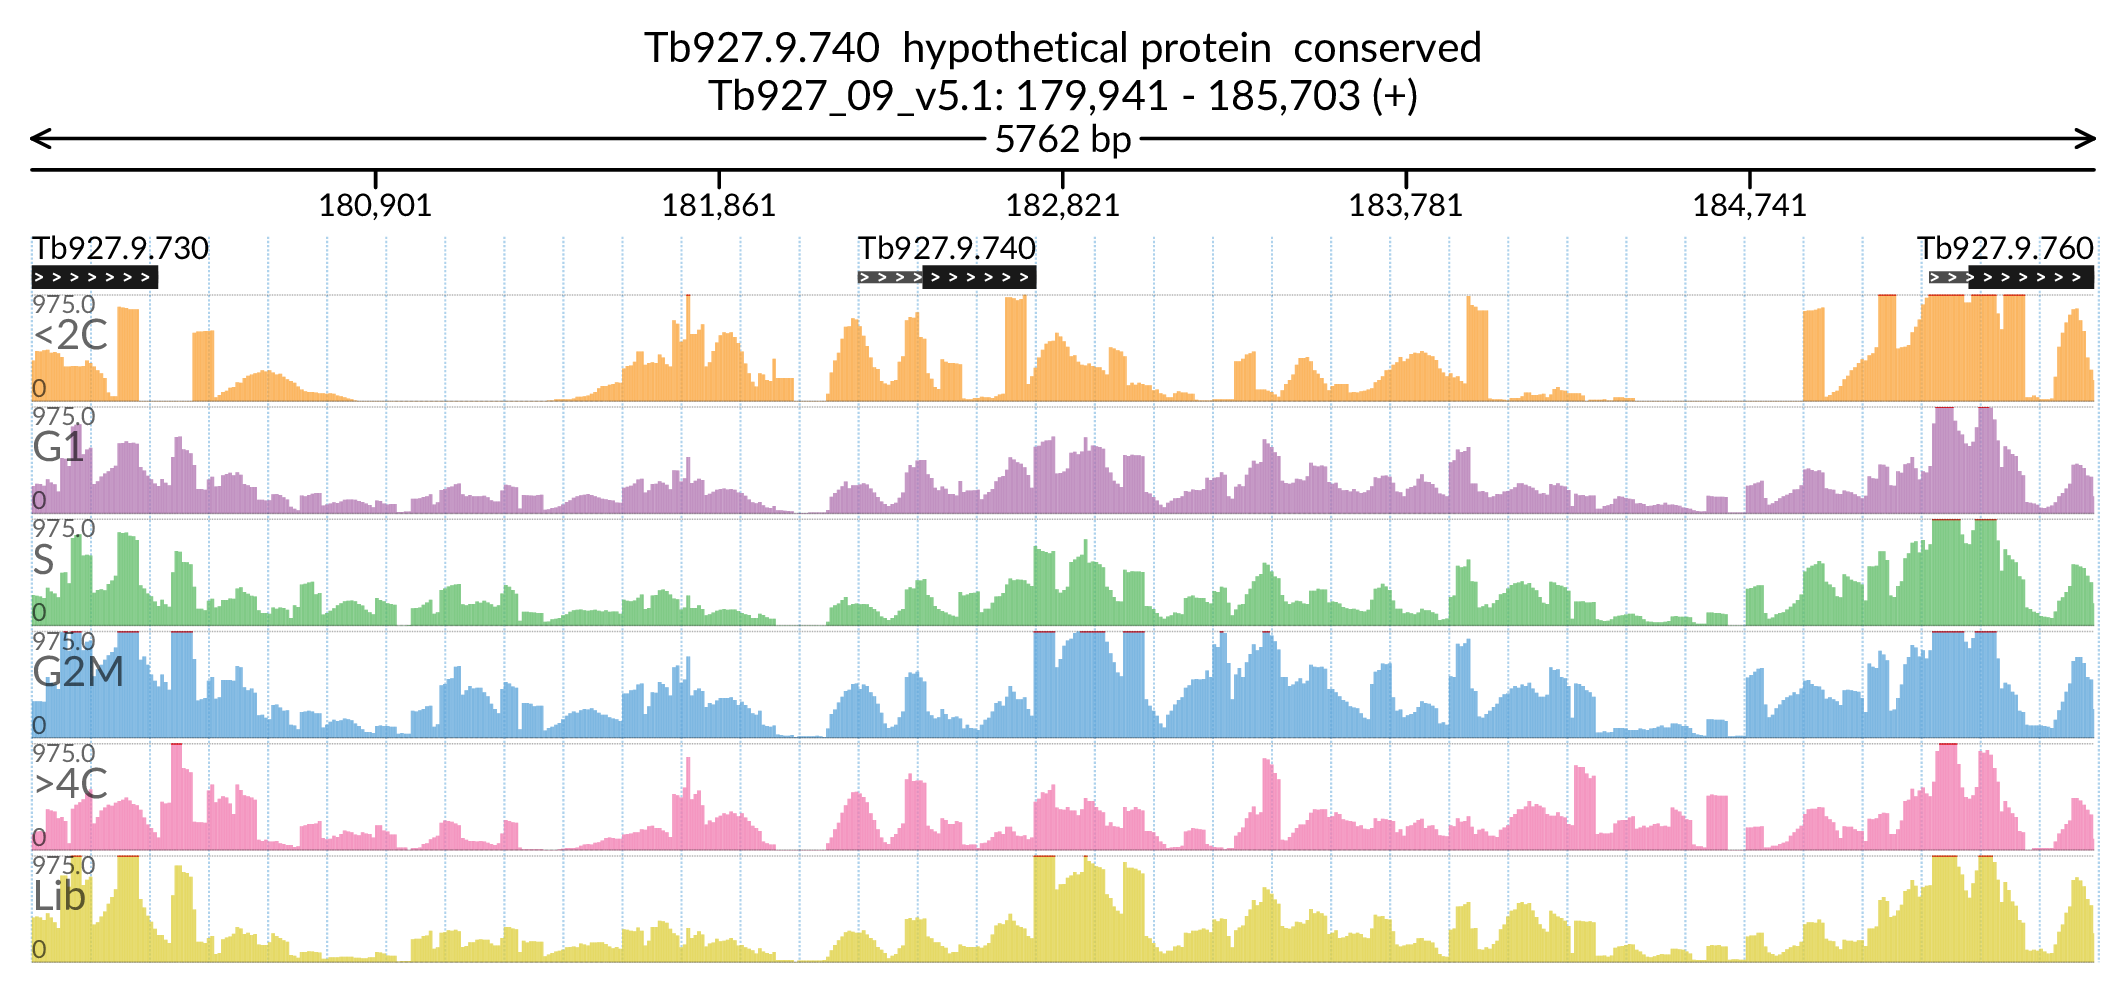 Tb927.9.740 hypothetical protein conserved
Tb927_09_v5.1: 179,941 - 185,703 (+)
5762 bp
180,901 181,861 182,821 183,781 184,741
Tb927.9.730 Tb927.9.740 Tb927.9.760
975.0
<2C
0
975.0
G1
0
975.0
S
0
975.0
G2M
0
975.0
>4C
0
975.0
Lib
0